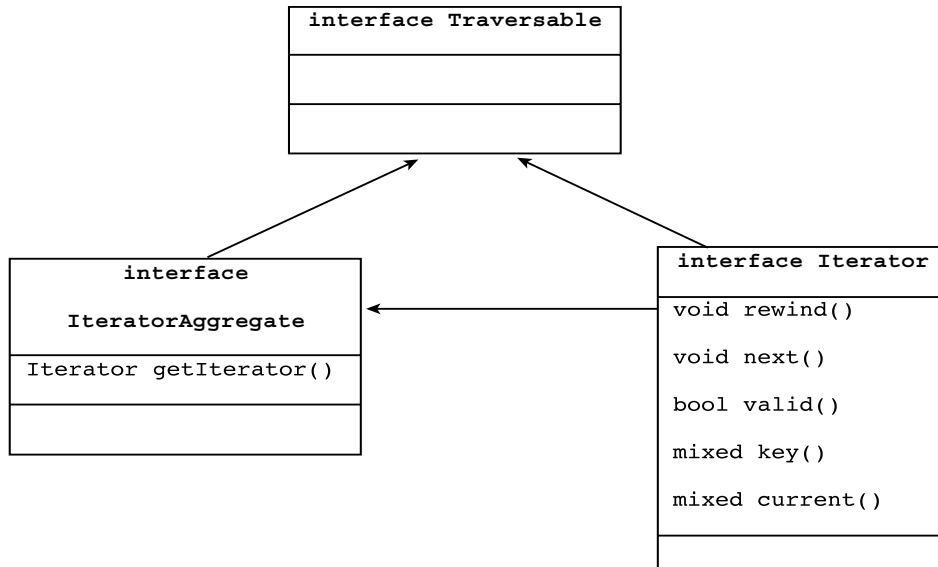 interface Traversable
interface
IteratorAggregate
Iterator getIterator()
interface Iterator
void rewind()
void next()
bool valid()
mixed key()
mixed current()